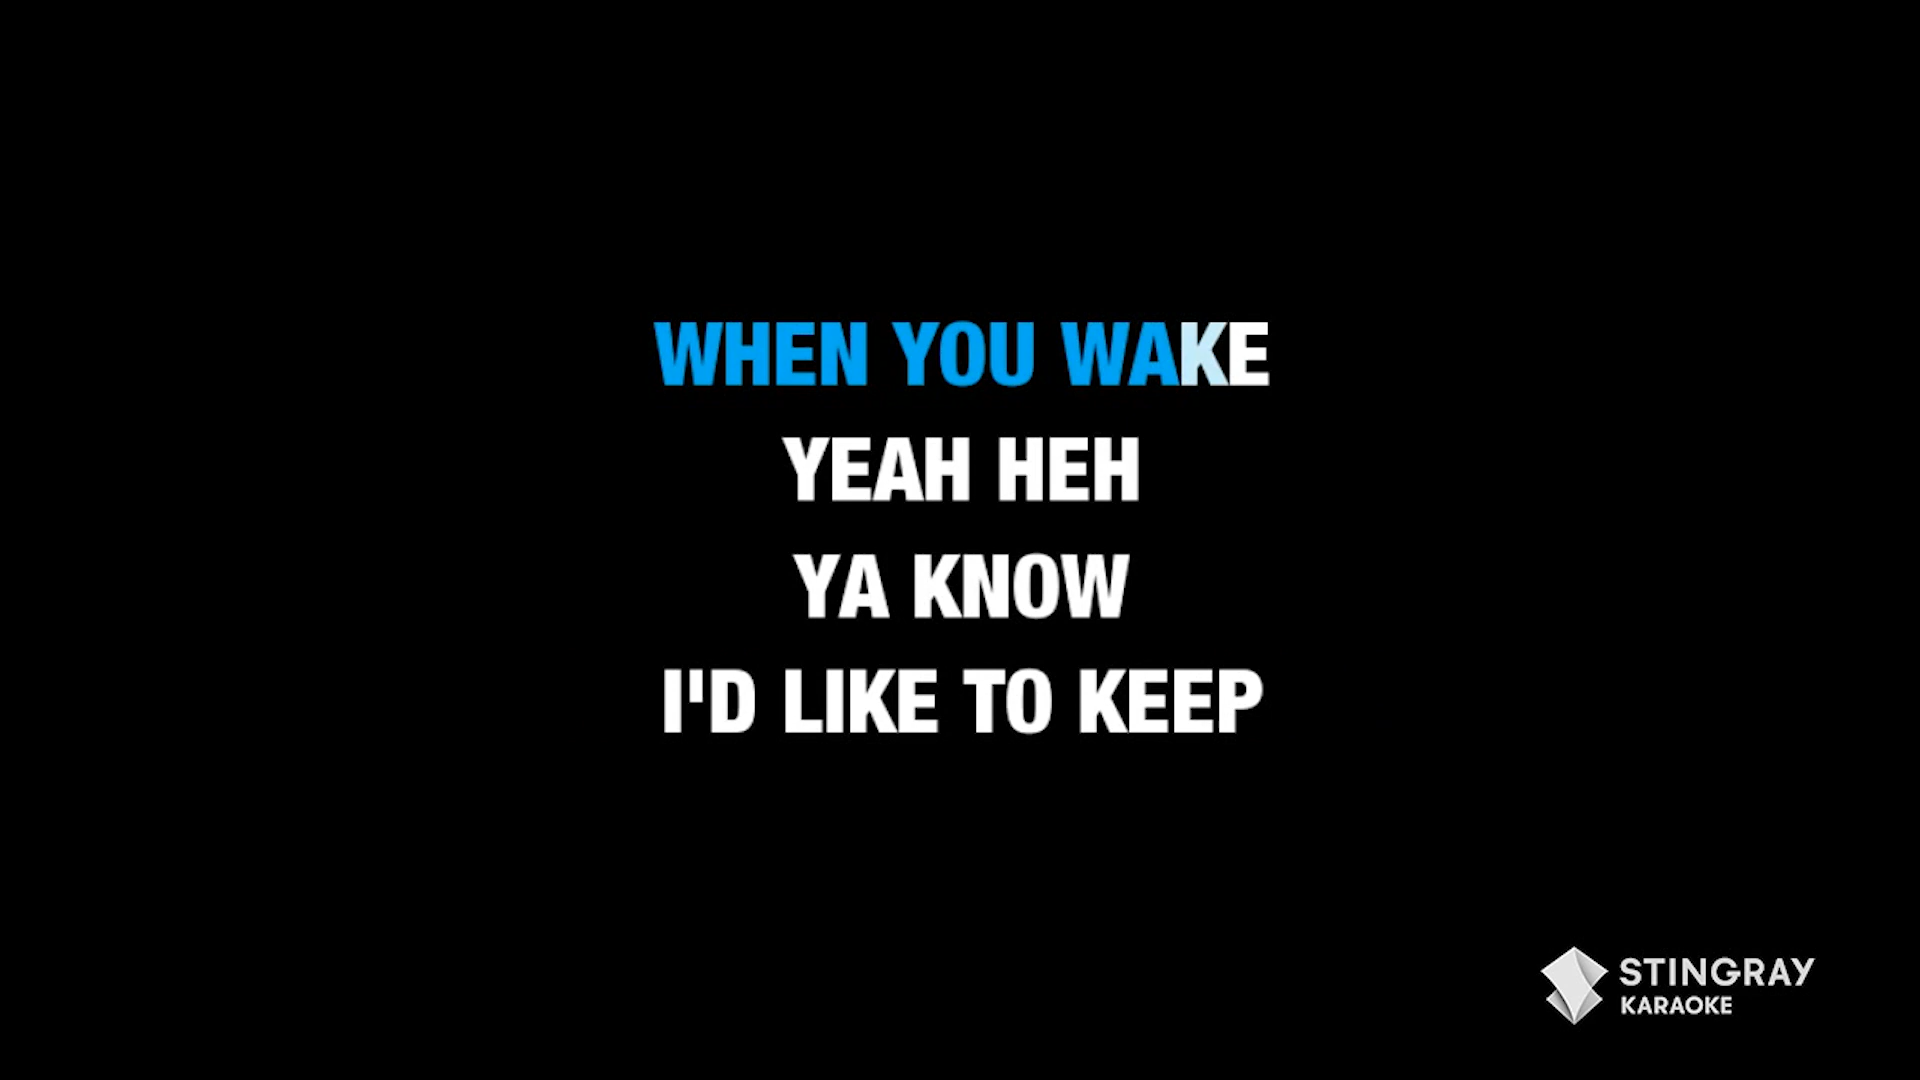 WHEN YOU WAKE
YEAH HEH
YA KNOW
I'D LIKE TO KEEP
STINGRAY
KARAOKE